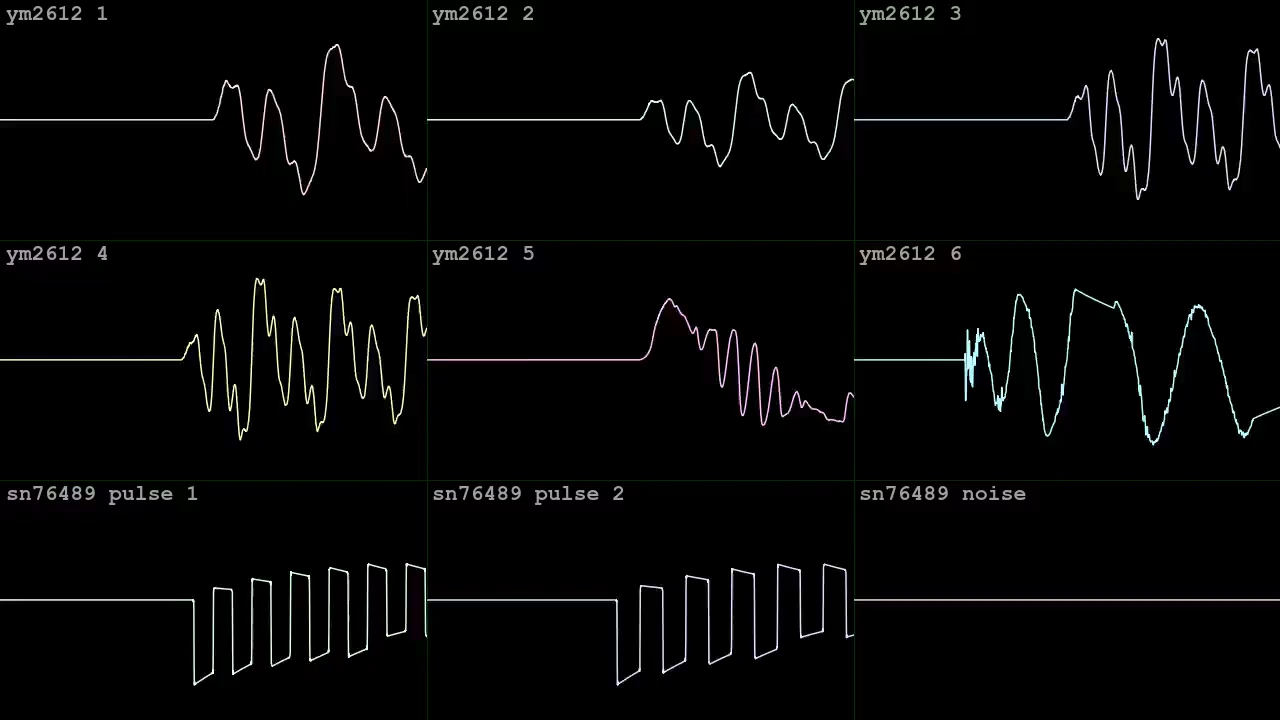 ym2612 1
ym2612 2
ym2612 3
ym2612 4
ym2612 5
ym2612 6
sn76489 pulse 1
sn76489 pulse 2
sn76489 noise